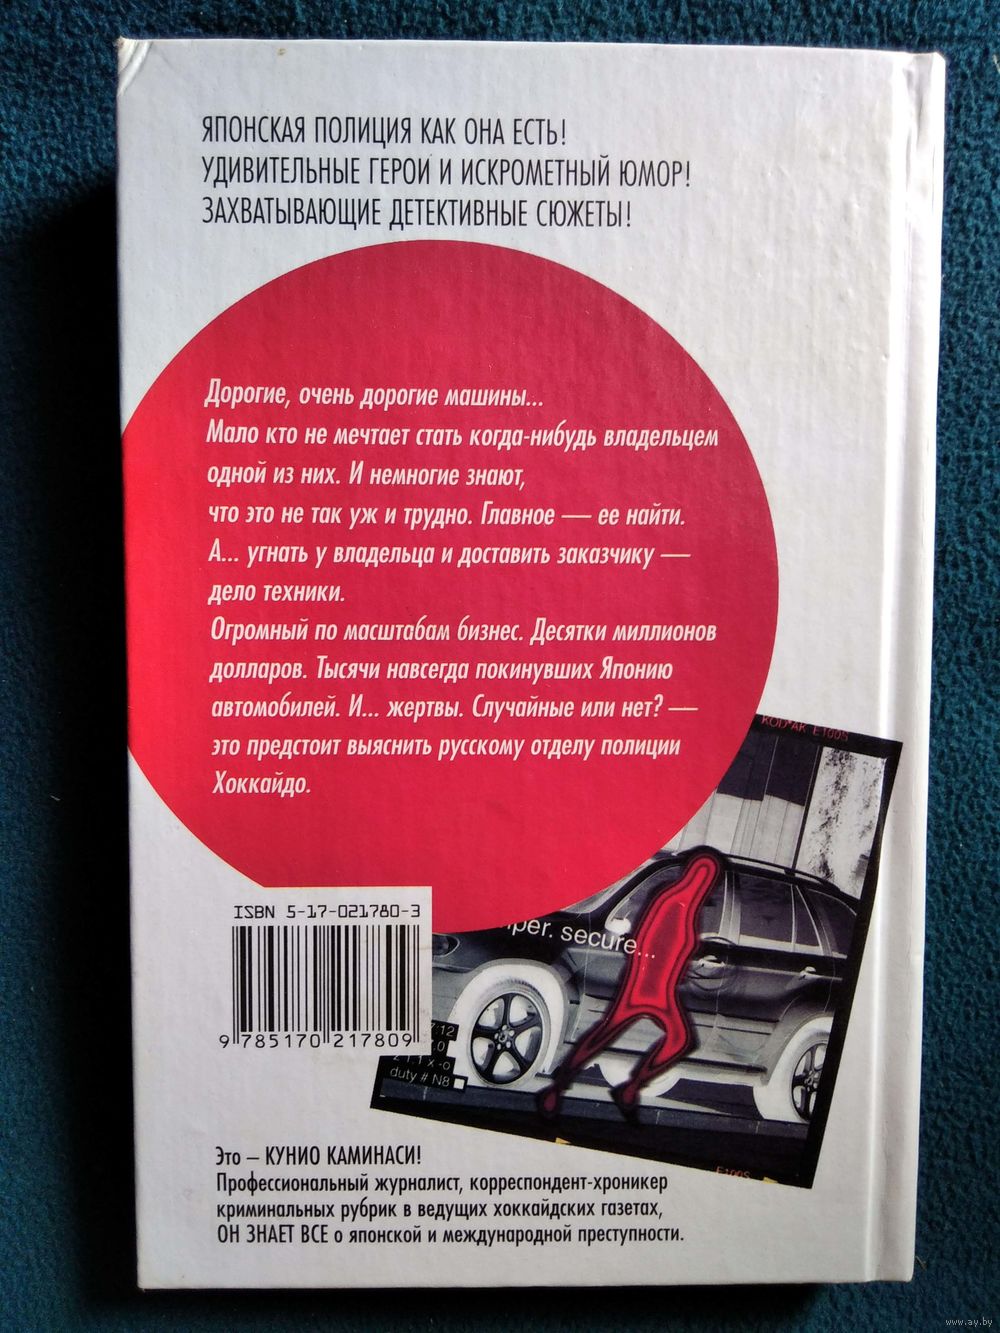 ЯПОНСКАЯ ПОЛИЦИЯ КАК ОНА ЕСТЬ!
УДИВИТЕЛЬНЫЕ ГЕРОИ И ИСКРОМЕТНЫЙ ЮМОР!
ЗАХВАТЫВАЮЩИЕ ДЕТЕКТИВНЫЕ СЮЖЕТЫ!
Дорогие, очень дорогие машины...
Мало кто не мечтает стать когда-нибудь владельцем
одной из них. И немногие знают,
что это не так уж и трудно. Главное — ее найти.
А... угнать у владельца и доставить заказчику —
дело техники.
Огромный по масштабам бизнес. Десятки миллионов
долларов. Тысячи навсегда покинувших Японию
автомобилей. И... жертвы. Случайные или нет? —
это предстоит выяснить русскому отделу полиции
Хоккайдо.
KODAK E100S
secure...
ISBN 5-17-021780-3
9 785170 217809
duty # N8
E100S
Это – КУНИО КАМИНАСИ!
Профессиональный журналист, корреспондент-хроникер
криминальных рубрик в ведущих хоккайдских газетах,
ОН ЗНАЕТ ВСЕ о японской и международной преступности.
www.ay.by